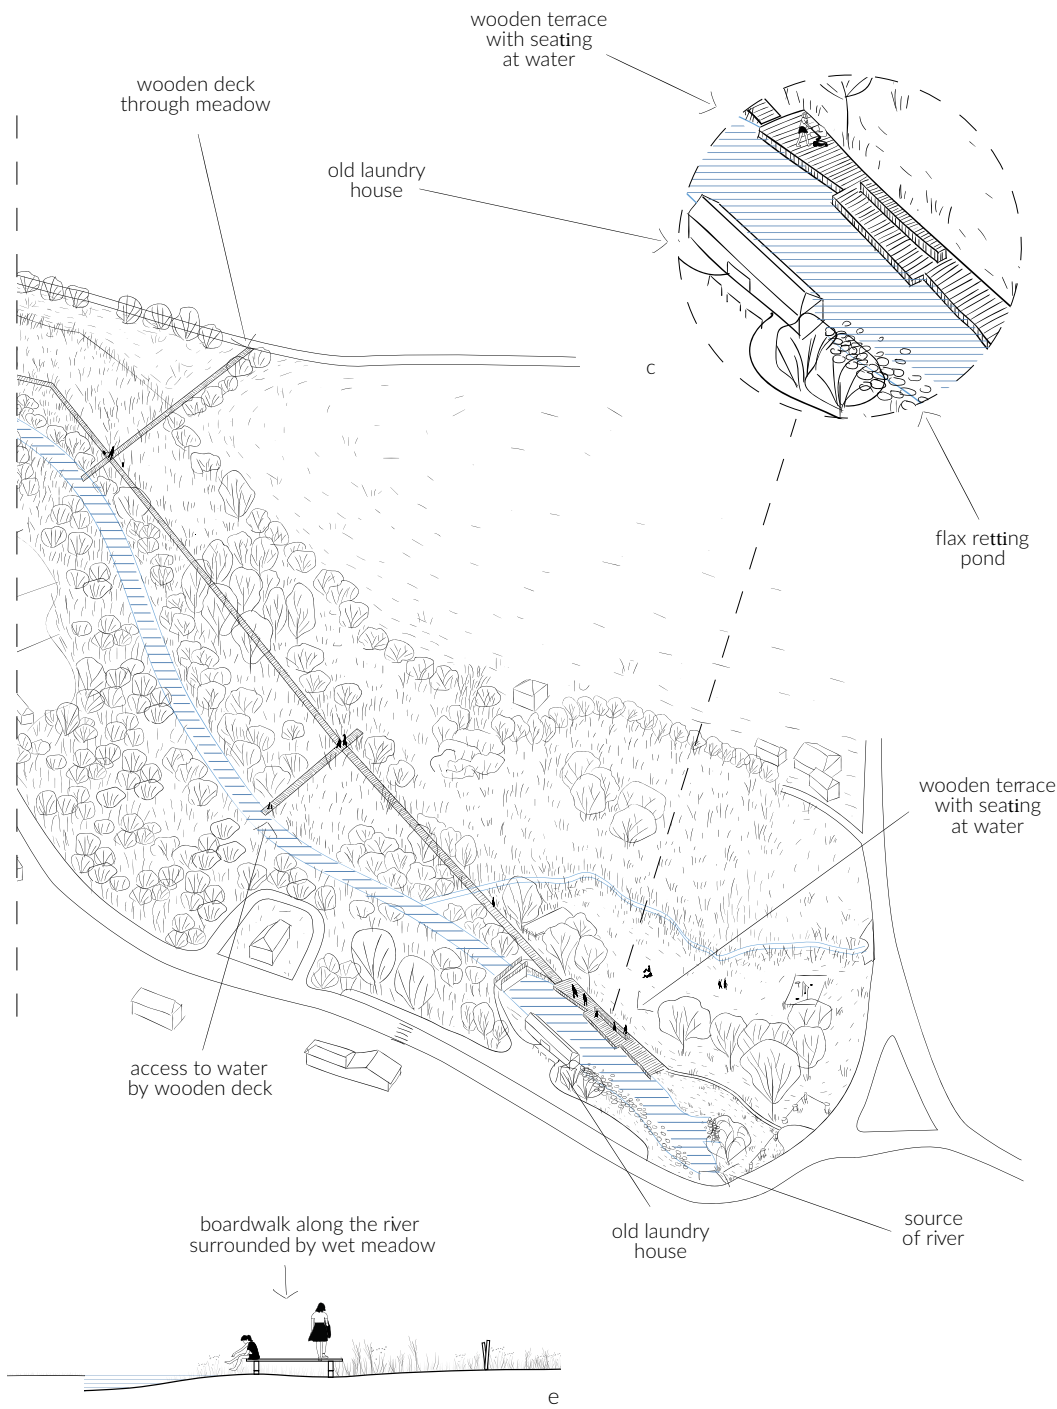 wooden terrace
with seating
at water
wooden deck
through meadow
old laundry
house
c
flax retting
pond
wooden terrace
with seating
at water
access to water
by wooden deck
old laundry
house
source
of river
boardwalk along the river
surrounded by wet meadow
e